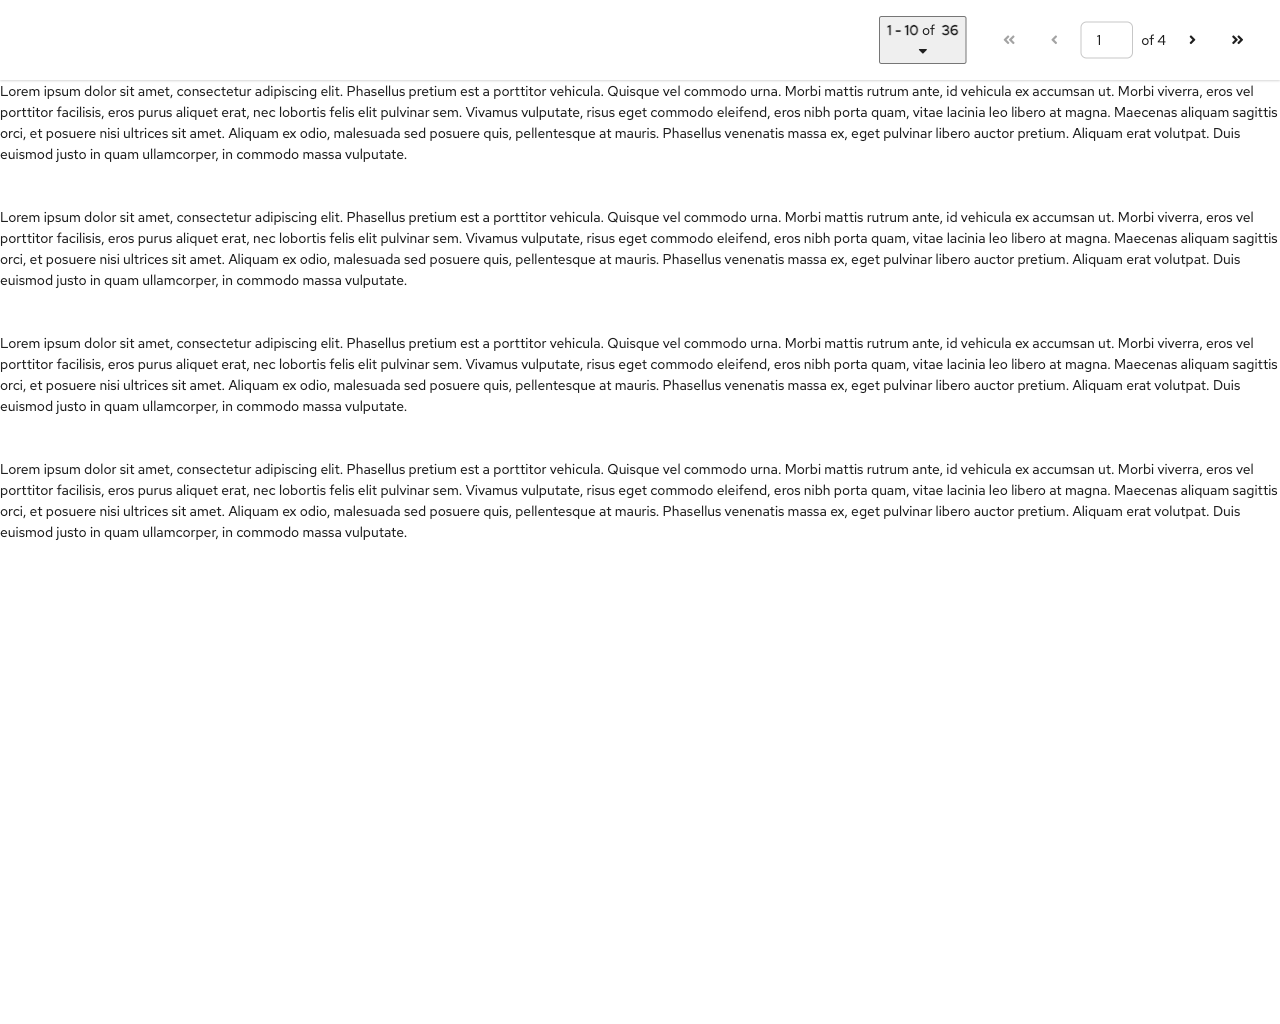 1 - 10 of 36
1 of 4
Lorem ipsum dolor sit amet, consectetur adipiscing elit. Phasellus pretium est a porttitor vehicula. Quisque vel commodo urna. Morbi mattis rutrum ante, id vehicula ex accumsan ut. Morbi viverra, eros vel
porttitor facilisis, eros purus aliquet erat, nec lobortis felis elit pulvinar sem. Vivamus vulputate, risus eget commodo eleifend, eros nibh porta quam, vitae lacinia leo libero at magna. Maecenas aliquam sagittis
orci, et posuere nisi ultrices sit amet. Aliquam ex odio, malesuada sed posuere quis, pellentesque at mauris. Phasellus venenatis massa ex, eget pulvinar libero auctor pretium. Aliquam erat volutpat. Duis
euismod justo in quam ullamcorper, in commodo massa vulputate.
Lorem ipsum dolor sit amet, consectetur adipiscing elit. Phasellus pretium est a porttitor vehicula. Quisque vel commodo urna. Morbi mattis rutrum ante, id vehicula ex accumsan ut. Morbi viverra, eros vel
porttitor facilisis, eros purus aliquet erat, nec lobortis felis elit pulvinar sem. Vivamus vulputate, risus eget commodo eleifend, eros nibh porta quam, vitae lacinia leo libero at magna. Maecenas aliquam sagittis
orci, et posuere nisi ultrices sit amet. Aliquam ex odio, malesuada sed posuere quis, pellentesque at mauris. Phasellus venenatis massa ex, eget pulvinar libero auctor pretium. Aliquam erat volutpat. Duis
euismod justo in quam ullamcorper, in commodo massa vulputate.
Lorem ipsum dolor sit amet, consectetur adipiscing elit. Phasellus pretium est a porttitor vehicula. Quisque vel commodo urna. Morbi mattis rutrum ante, id vehicula ex accumsan ut. Morbi viverra, eros vel
porttitor facilisis, eros purus aliquet erat, nec lobortis felis elit pulvinar sem. Vivamus vulputate, risus eget commodo eleifend, eros nibh porta quam, vitae lacinia leo libero at magna. Maecenas aliquam sagittis
orci, et posuere nisi ultrices sit amet. Aliquam ex odio, malesuada sed posuere quis, pellentesque at mauris. Phasellus venenatis massa ex, eget pulvinar libero auctor pretium. Aliquam erat volutpat. Duis
euismod justo in quam ullamcorper, in commodo massa vulputate.
Lorem ipsum dolor sit amet, consectetur adipiscing elit. Phasellus pretium est a porttitor vehicula. Quisque vel commodo urna. Morbi mattis rutrum ante, id vehicula ex accumsan ut. Morbi viverra, eros vel
porttitor facilisis, eros purus aliquet erat, nec lobortis felis elit pulvinar sem. Vivamus vulputate, risus eget commodo eleifend, eros nibh porta quam, vitae lacinia leo libero at magna. Maecenas aliquam sagittis
orci, et posuere nisi ultrices sit amet. Aliquam ex odio, malesuada sed posuere quis, pellentesque at mauris. Phasellus venenatis massa ex, eget pulvinar libero auctor pretium. Aliquam erat volutpat. Duis
euismod justo in quam ullamcorper, in commodo massa vulputate.